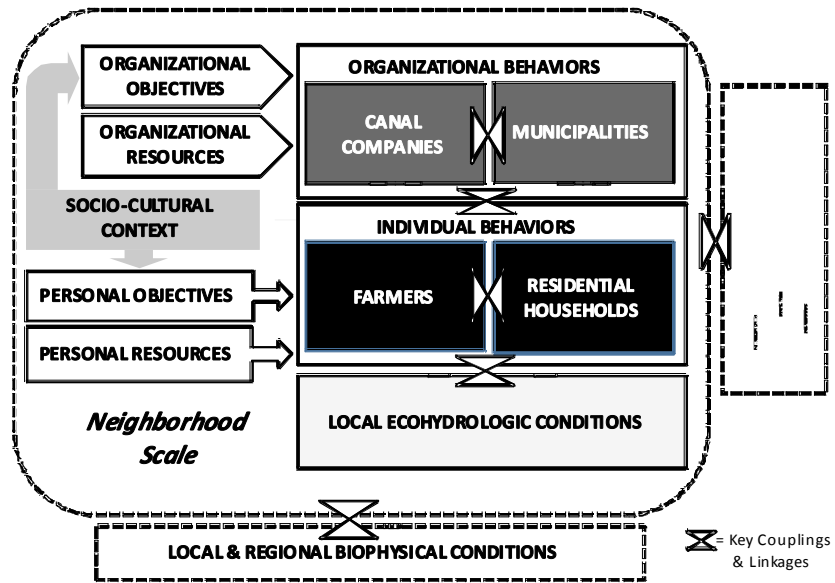 ORGANIZATIONAL
OBJECTIVES
ORGANIZATIONAL
RESOURCES
SOCIO-CULTURAL
CONTEXT
PERSONAL OBJECTIVES
PERSONAL RESOURCES
Neighborhood
Scale
ORGANIZATIONAL BEHAVIORS
CANAL
COMPANIES
MUNICIPALITIES
INDIVIDUAL BEHAVIORS
FARMERS
RESIDENTIAL
HOUSEHOLDS
LOCAL ECOHYDROLOGIC CONDITIONS
LOCAL & REGIONAL BIOPHYSICAL CONDITIONS
= Key Couplings
& Linkages